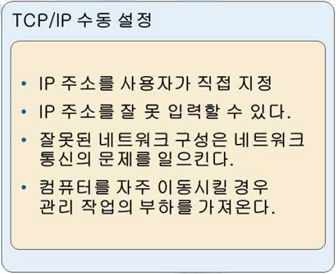 TCP/IP 수동 설정
• IP 주소를 사용자가 직접 지정
• IP 주소를 잘 못 입력할 수 있다.
• 잘못된 네트워크 구성은 네트워크
통신의 문제를 일으킨다.
• 컴퓨터를 자주 이동시킬 경우
관리 작업의 부하를 가져온다.